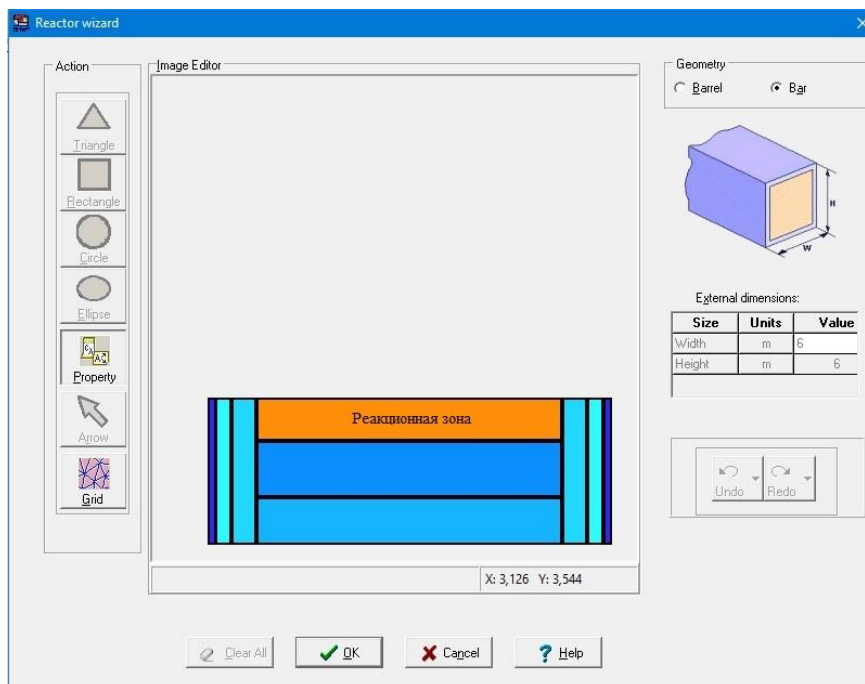 Reactor wizard
Action
Triangle
Rectangle
Circle
Ellipse
Property
Arrow
Grid
Image Editor
Реакционная зона
X: 3,126 Y: 3,544
Geometry
Barrel Bar
H
W
External dimensions:
Size Units Value
Width m 6
Height m 6
Undo Redo
Clear All OK Cancel Help